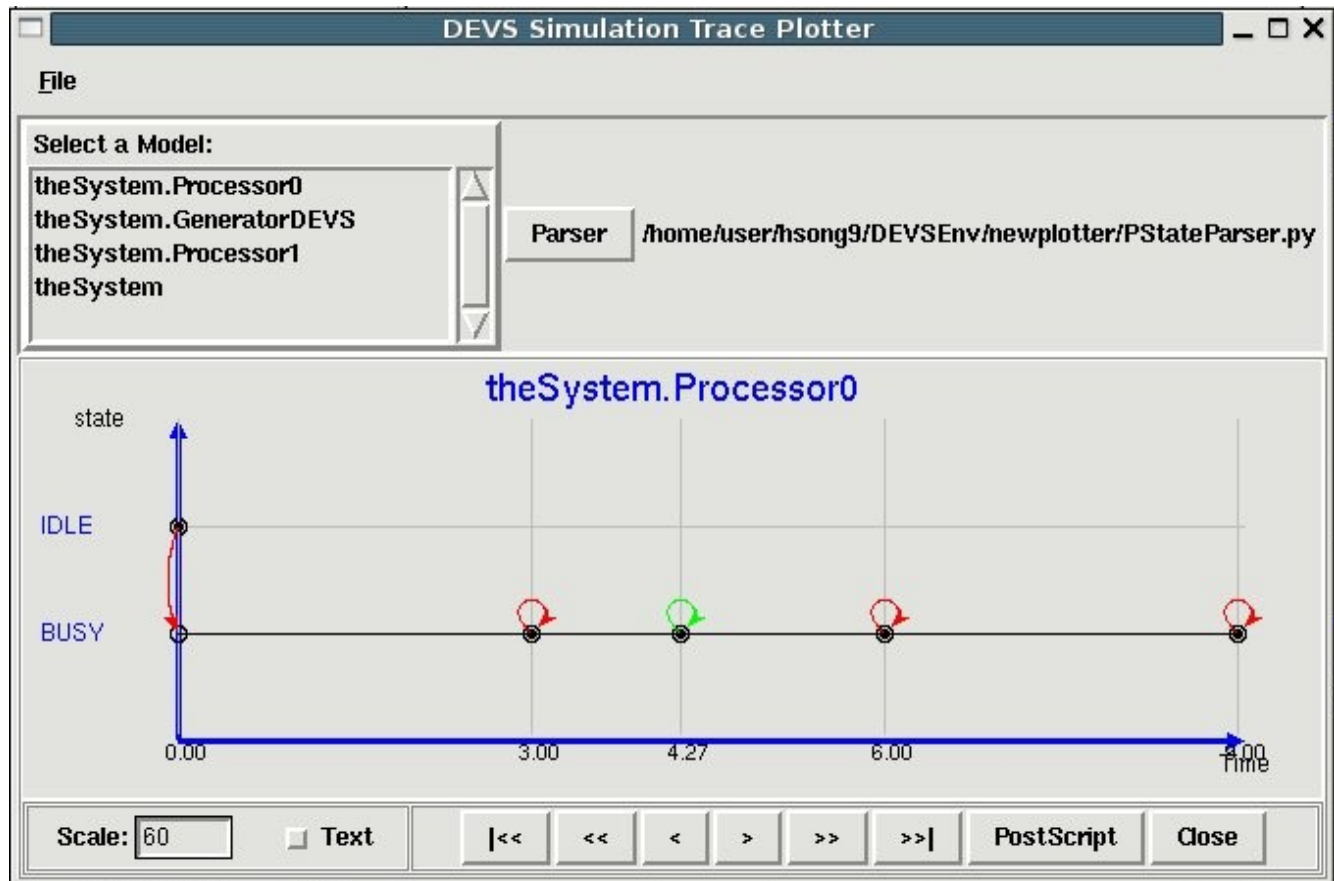 DEVS Simulation Trace Plotter
File
Select a Model:
theSystem.Processor0
theSystem.GeneratorDEVS
theSystem.Processor1
theSystem
Parser /home/user/hsong9/DEVSEnv/newplotter/PStateParser.py
theSystem.Processor0
state
IDLE
BUSY
0.00 3.00 4.27 6.00
Time
Scale: 60 Text |<< << < > >> >>| PostScript Close